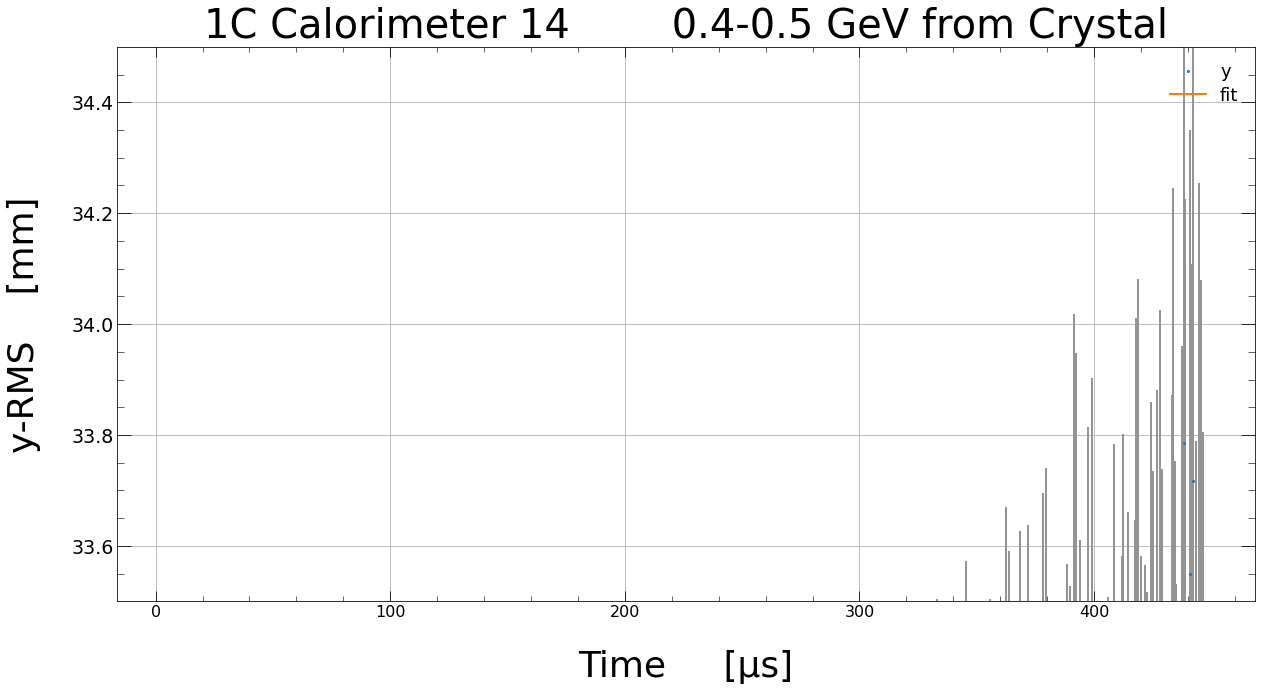 1C Calorimeter 14 0.4-0.5 GeV from Crystal
y
fit
34.4
34.2
34.0
33.8
33.6
y-RMS [mm]
0 100 200 300 400
Time [µs]